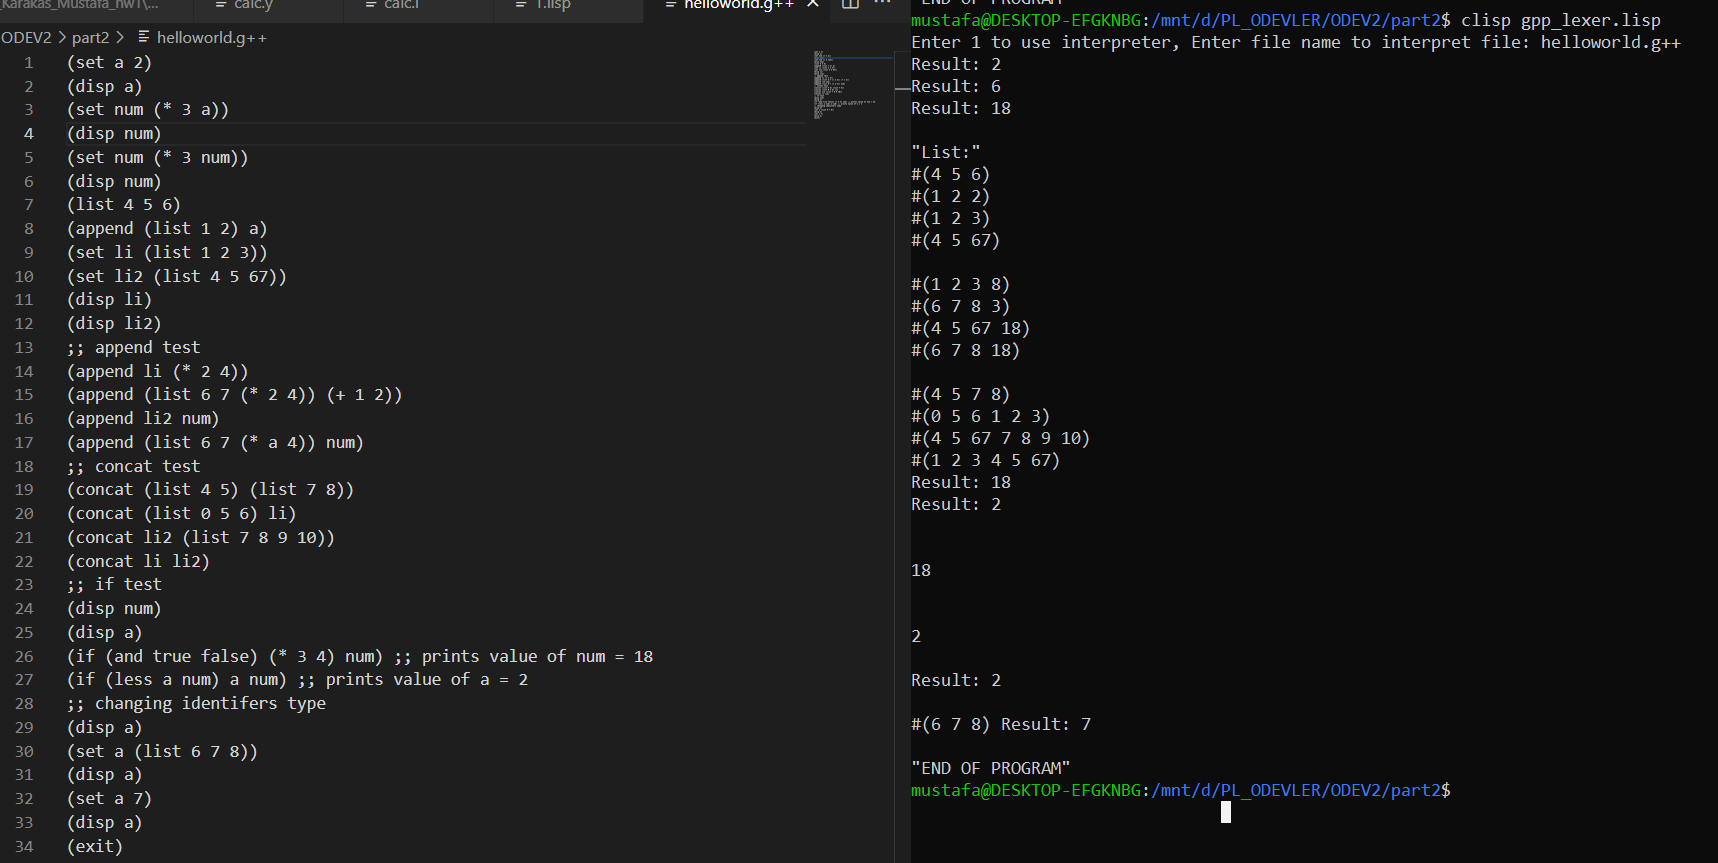 _Karakas_Mustafa_hw1\... calc.y calc.l 1.lisp helloworld.g++
ODEV2 > part2 > helloworld.g++
1 (set a 2)
2 (disp a)
3 (set num (* 3 a))
4 (disp num)
5 (set num (* 3 num))
6 (disp num)
7 (list 4 5 6)
8 (append (list 1 2) a)
9 (set li (list 1 2 3))
10 (set li2 (list 4 5 67))
11 (disp li)
12 (disp li2)
13 ;; append test
14 (append li (* 2 4))
15 (append (list 6 7 (* 2 4)) (+ 1 2))
16 (append li2 num)
17 (append (list 6 7 (* a 4)) num)
18 ;; concat test
19 (concat (list 4 5) (list 7 8))
20 (concat (list 0 5 6) li)
21 (concat li2 (list 7 8 9 10))
22 (concat li li2)
23 ;; if test
24 (disp num)
25 (disp a)
26 (if (and true false) (* 3 4) num) ;; prints value of num = 18
27 (if (less a num) a num) ;; prints value of a = 2
28 ;; changing identifers type
29 (disp a)
30 (set a (list 6 7 8))
31 (disp a)
32 (set a 7)
33 (disp a)
34 (exit)
"END OF PROGRAM"
mustafa@DESKTOP-EFGKNBG:/mnt/d/PL_ODEVLER/ODEV2/part2$ clisp gpp_lexer.lisp
Enter 1 to use interpreter, Enter file name to interpret file: helloworld.g++
Result: 2
Result: 6
Result: 18
"List:"
#(4 5 6)
#(1 2 2)
#(1 2 3)
#(4 5 67)
#(1 2 3 8)
#(6 7 8 3)
#(4 5 67 18)
#(6 7 8 18)
#(4 5 7 8)
#(0 5 6 1 2 3)
#(4 5 67 7 8 9 10)
#(1 2 3 4 5 67)
Result: 18
Result: 2
18
2
Result: 2
#(6 7 8) Result: 7
"END OF PROGRAM"
mustafa@DESKTOP-EFGKNBG:/mnt/d/PL_ODEVLER/ODEV2/part2$